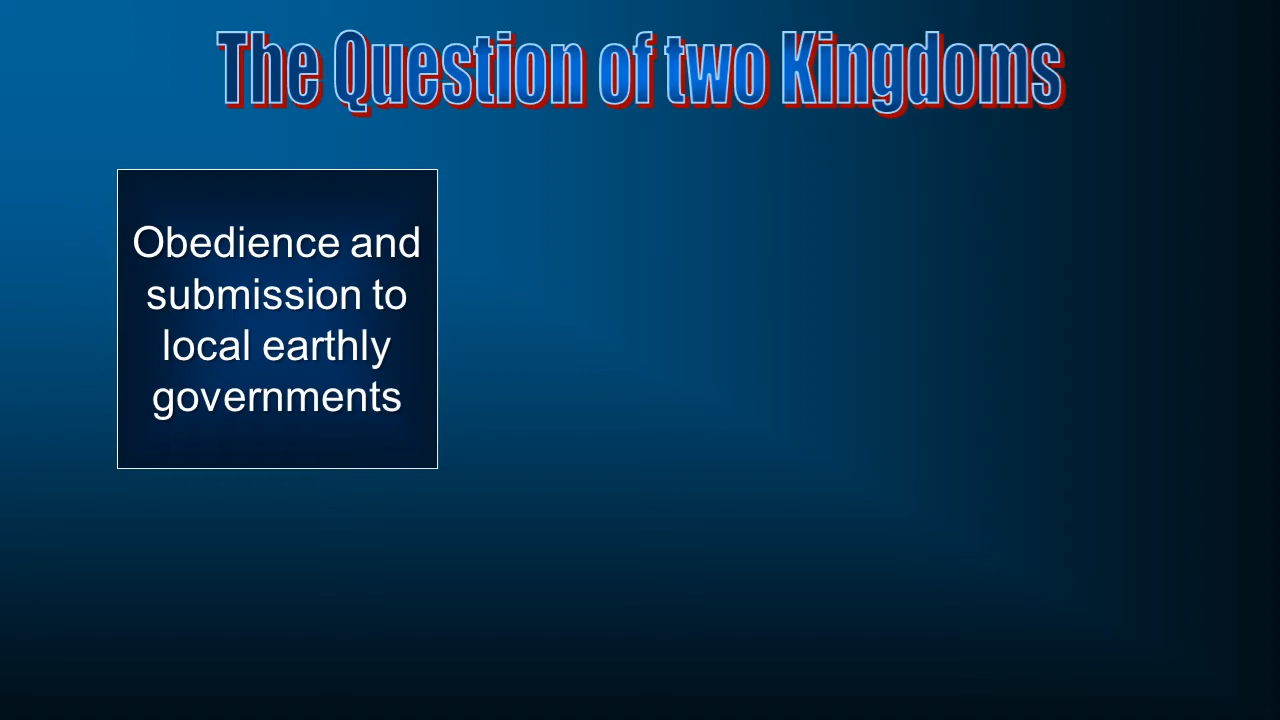 The Question of two Kingdoms
Obedience and
submission to
local earthly
governments